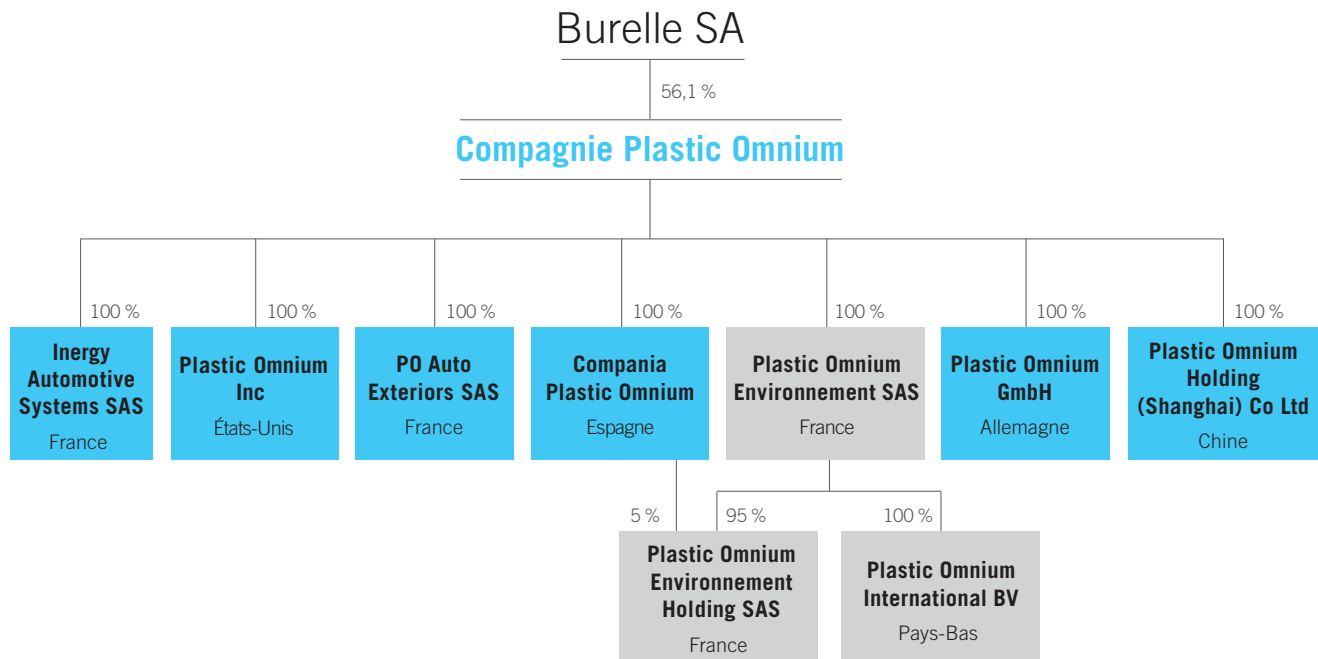 Burelle SA
56,1 %
Compagnie Plastic Omnium
100 %
100 %
100 %
100 %
100 %
100 %
100 %
Inergy
Automotive
Systems SAS
France
Plastic Omnium
Inc
États-Unis
PO Auto
Exteriors SAS
France
Compania
Plastic Omnium
Espagne
Plastic Omnium
Environnement SAS
France
Plastic Omnium
GmbH
Allemagne
Plastic Omnium
Holding
(Shanghai) Co Ltd
Chine
5 %
95 %
100 %
Plastic Omnium
Environnement
Holding SAS
France
Plastic Omnium
International BV
Pays-Bas